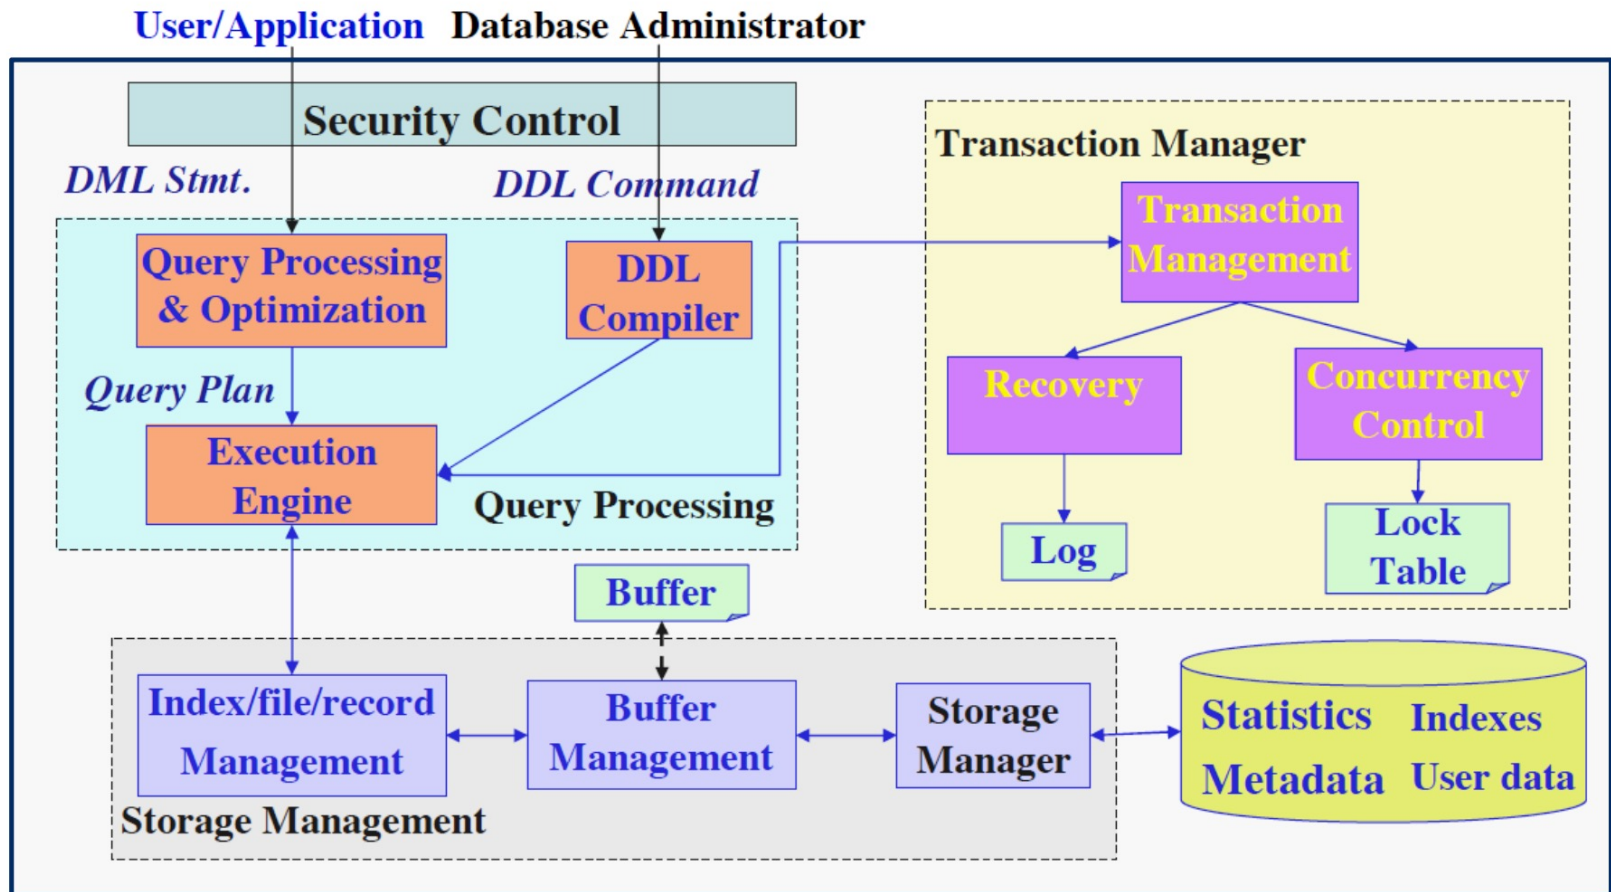 User/Application
Database Administrator
Security Control
DML Stmt.
DDL Command
Query Processing
& Optimization
DDL
Compiler
Query Plan
Execution
Engine
Query Processing
Transaction Manager
Transaction
Management
Recovery
Concurrency
Control
Log
Lock
Table
Buffer
Index/file/record
Management
Buffer
Management
Storage
Manager
Storage Management
Statistics
Indexes
Metadata
User data